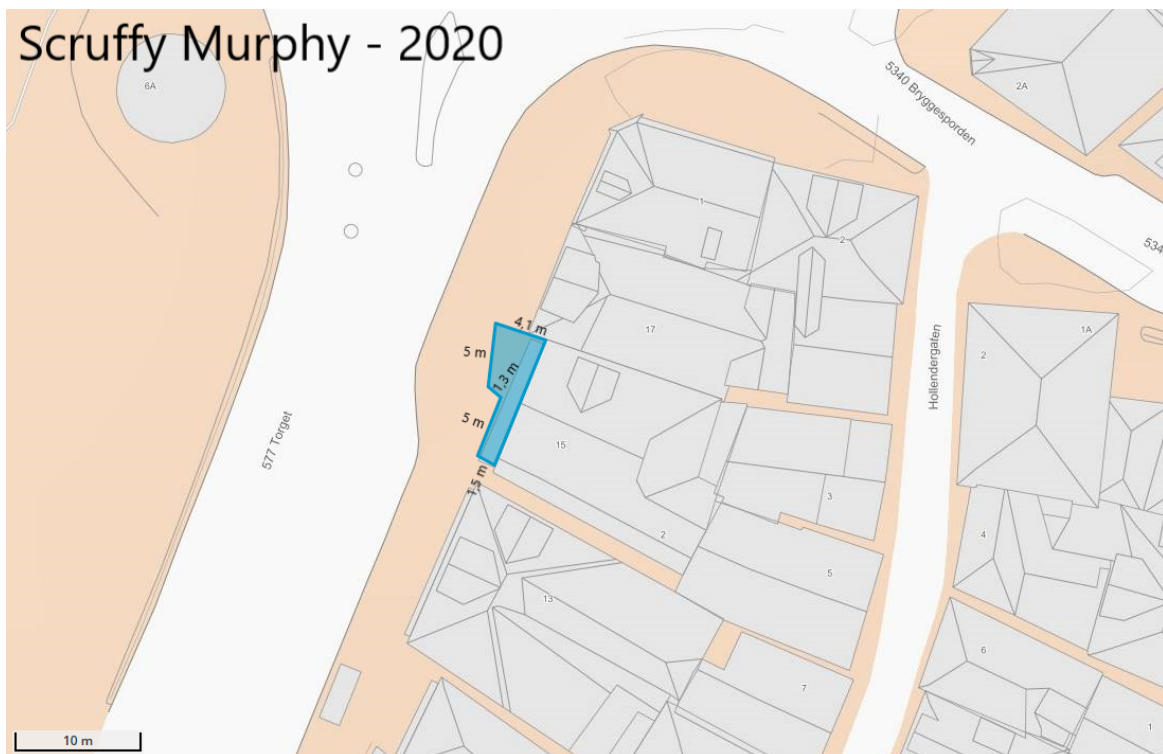 Scruffy Murphy - 2020
6A
2A
5340 Bryggesporden
1
2
534
4,1 m
17
5 m
1,3 m
1A
2
Hollendergaten
5 m
577 Torget
15
1,5 m
3
2
4
5
13
6
7
1
10 m